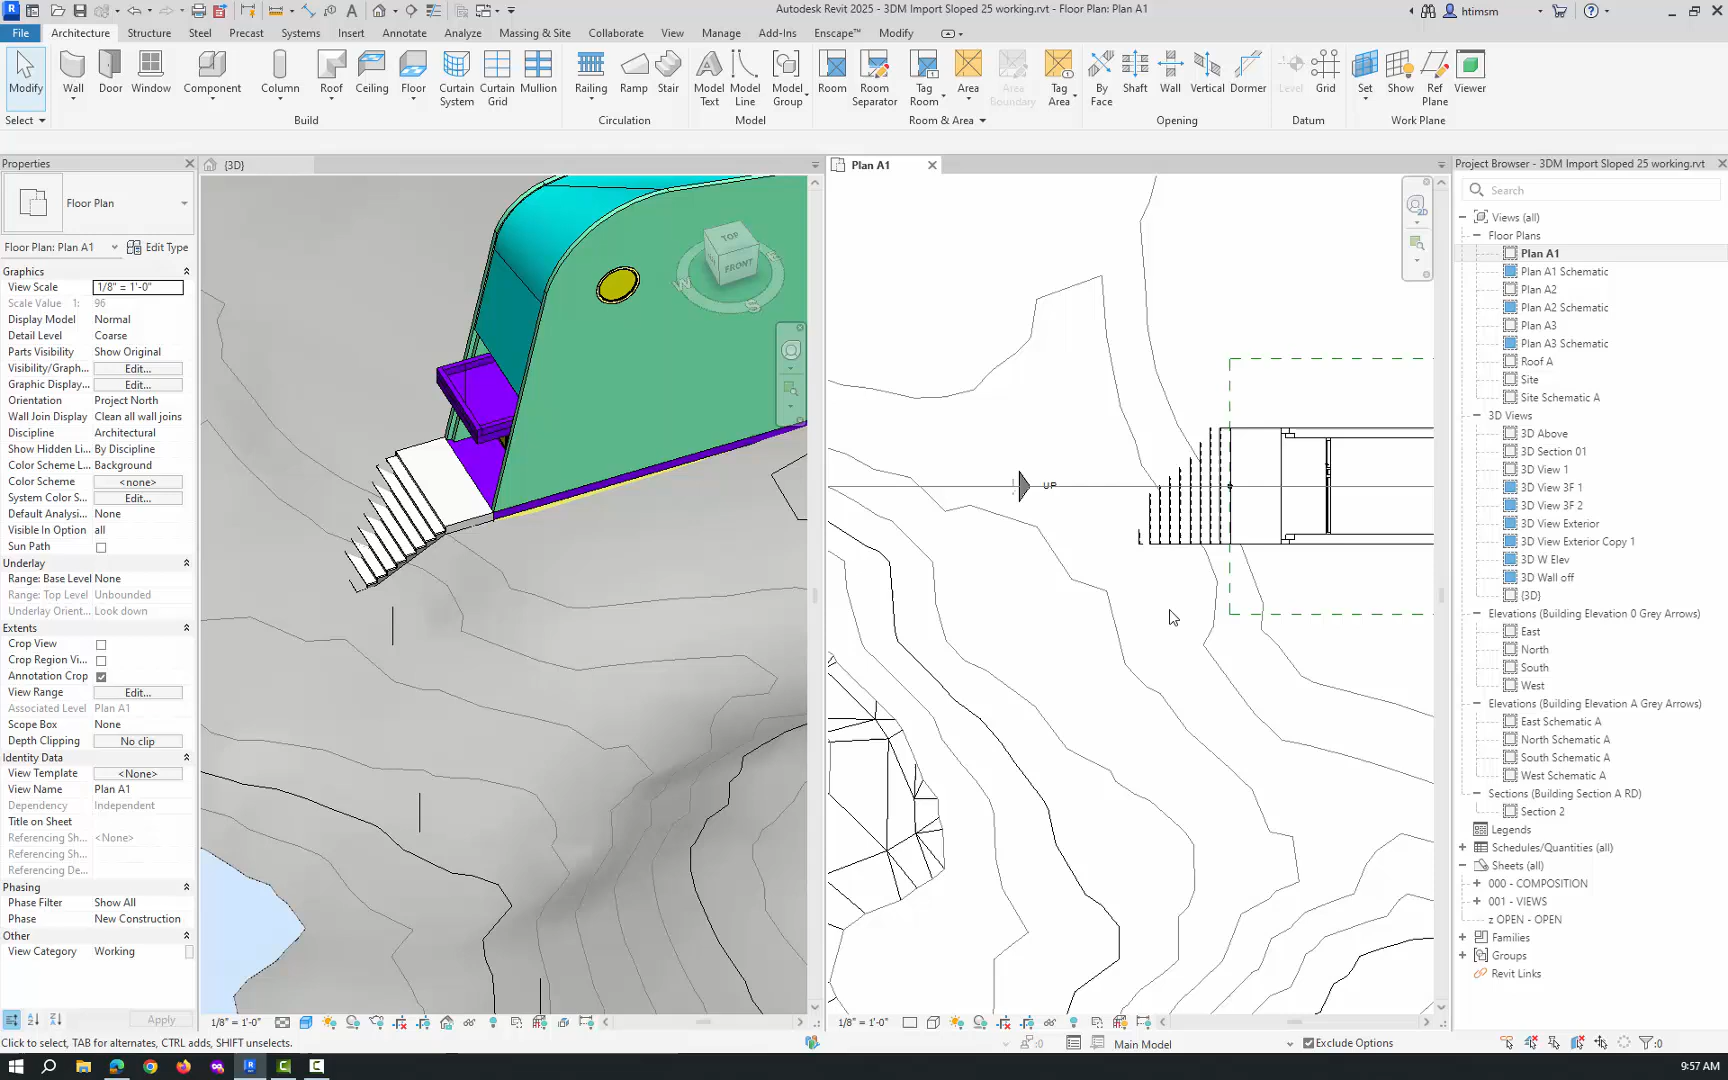 Autodesk Revit 2025 - 3DM Import Sloped 25 working.rvt - Floor Plan: Plan A1
htimsm
File Architecture Structure Steel Precast Systems Insert Annotate Analyze Massing & Site Collaborate View Manage Add-Ins Enscape™ Modify
Modify Wall Door Window Component Column Roof Ceiling Floor Curtain System Curtain Grid Mullion Railing Ramp Stair Model Text Model Line Model Group Room Room Separator Tag Room Area Area Boundary Tag Area By Face Shaft Wall Vertical Dormer Level Grid Set Show Ref Plane Viewer
Select Build Circulation Model Room & Area Opening Datum Work Plane
Properties
Floor Plan
Floor Plan: Plan A1 Edit Type
Graphics
View Scale 1/8" = 1'-0"
Scale Value 1: 96
Display Model Normal
Detail Level Coarse
Parts Visibility Show Original
Visibility/Graph... Edit...
Graphic Display... Edit...
Orientation Project North
Wall Join Display Clean all wall joins
Discipline Architectural
Show Hidden Li... By Discipline
Color Scheme L... Background
Color Scheme <none>
System Color S... Edit...
Default Analysi... None
Visible In Option all
Sun Path
Underlay
Range: Base Level None
Range: Top Level Unbounded
Underlay Orient... Look down
Extents
Crop View
Crop Region Vi...
Annotation Crop
View Range Edit...
Associated Level Plan A1
Scope Box None
Depth Clipping No clip
Identity Data
View Template <None>
View Name Plan A1
Dependency Independent
Title on Sheet
Referencing Sh... <None>
Referencing Sh...
Referencing De...
Phasing
Phase Filter Show All
Phase New Construction
Other
View Category Working
Apply
{3D}
TOP
FRONT
W
S
1/8" = 1'-0"
Plan A1
2D
UP
1/8" = 1'-0"
Project Browser - 3DM Import Sloped 25 working.rvt
Search
Views (all)
Floor Plans
Plan A1
Plan A1 Schematic
Plan A2
Plan A2 Schematic
Plan A3
Plan A3 Schematic
Roof A
Site
Site Schematic A
3D Views
3D Above
3D Section 01
3D View 1
3D View 3F 1
3D View 3F 2
3D View Exterior
3D View Exterior Copy 1
3D W Elev
3D Wall off
{3D}
Elevations (Building Elevation 0 Grey Arrows)
East
North
South
West
Elevations (Building Elevation A Grey Arrows)
East Schematic A
North Schematic A
South Schematic A
West Schematic A
Sections (Building Section A RD)
Section 2
Legends
Schedules/Quantities (all)
Sheets (all)
000 - COMPOSITION
001 - VIEWS
z OPEN - OPEN
Families
Groups
Revit Links
Click to select, TAB for alternates, CTRL adds, SHIFT unselects.
:0
Main Model
Exclude Options
:0
9:57 AM